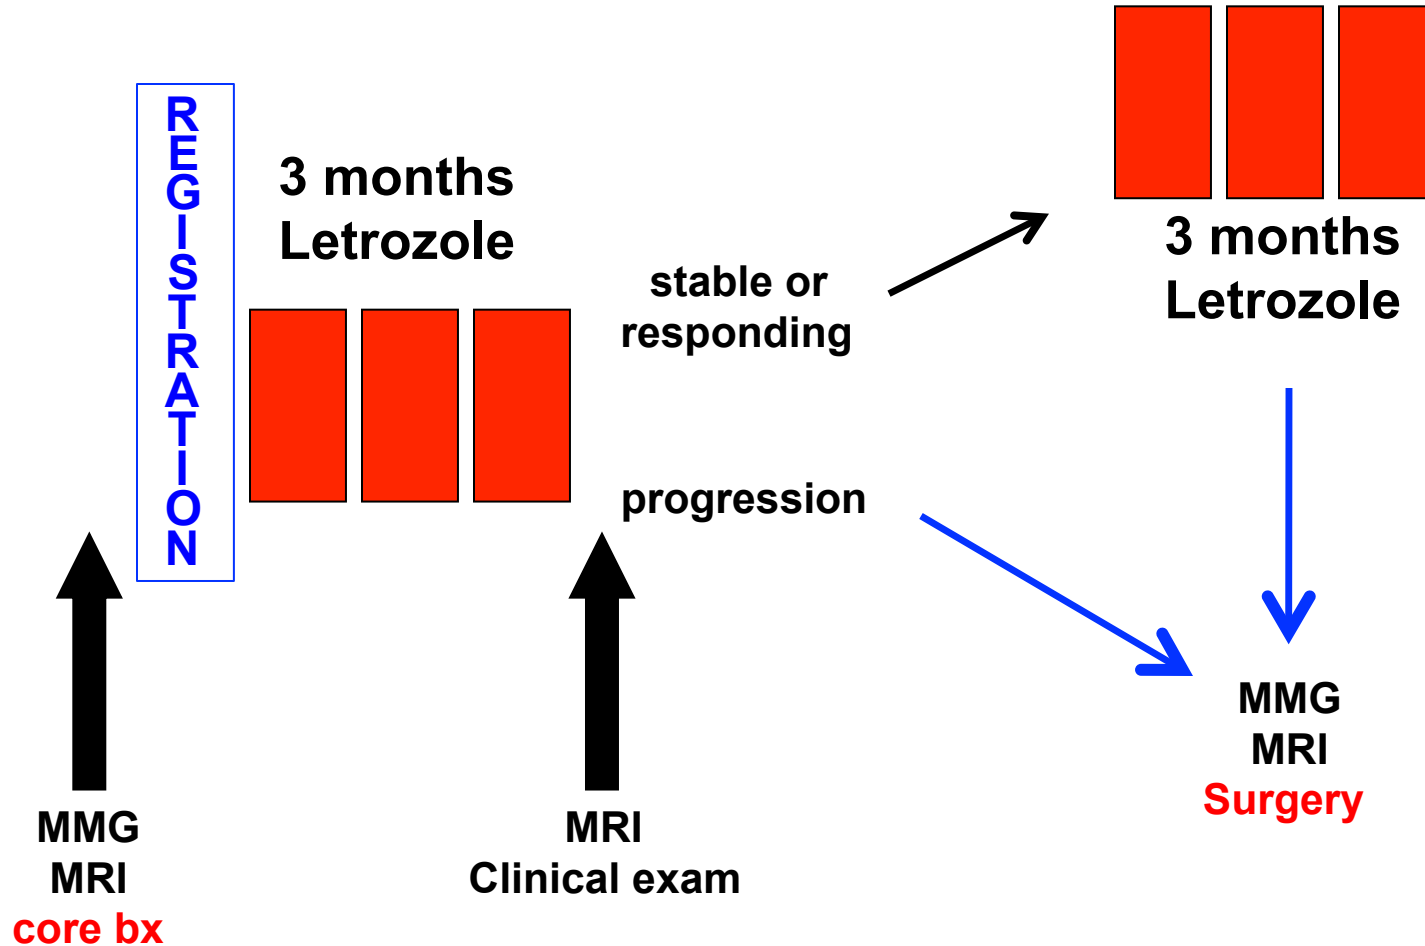 REGISTRATION
3 months
Letrozole
stable or
responding
progression
3 months
Letrozole
MMG
MRI
core bx
MRI
Clinical exam
MMG
MRI
Surgery